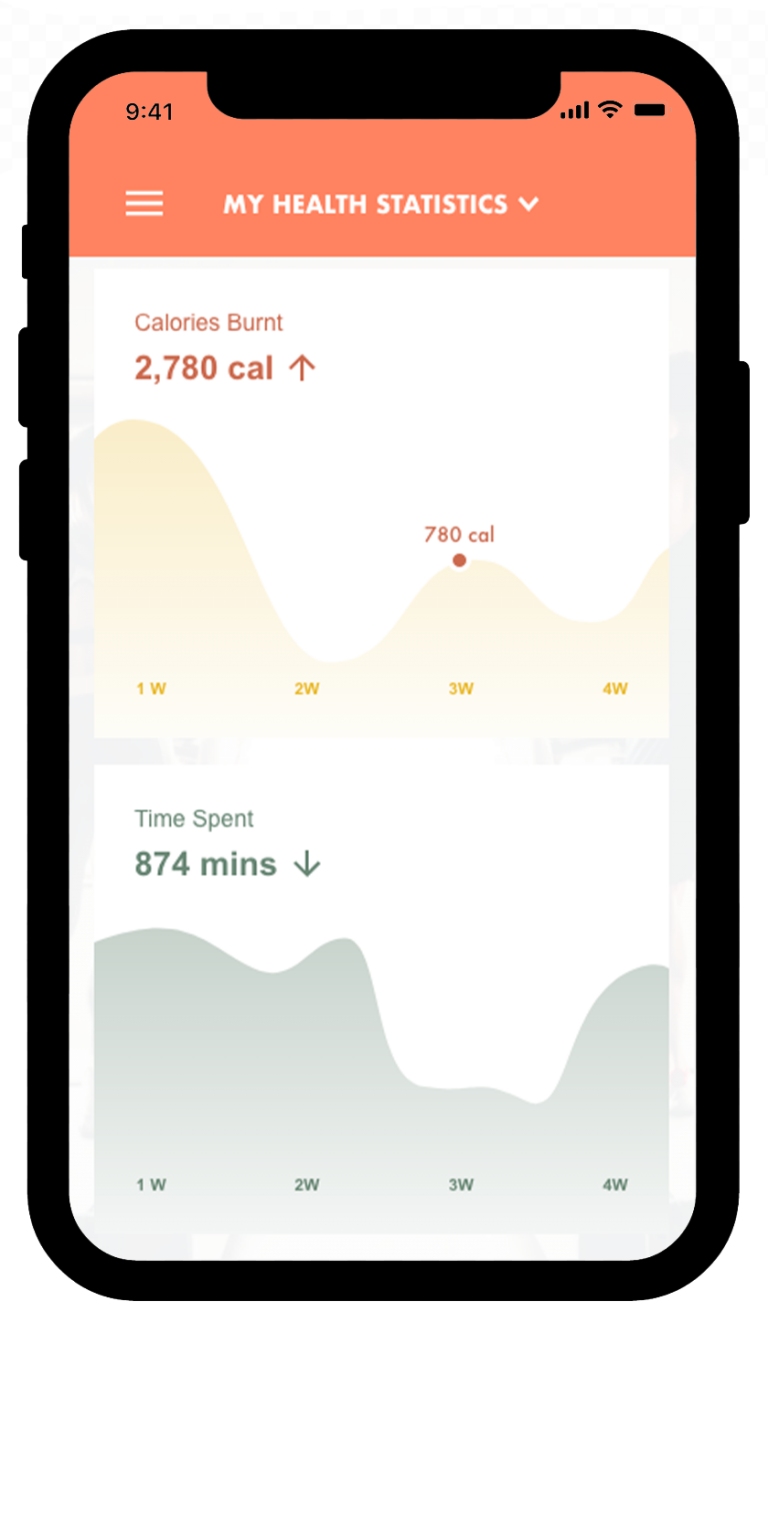 9:41
MY HEALTH STATISTICS
Calories Burnt
2,780 cal ↑
780 cal
1 W 2W 3W 4W
Time Spent
874 mins ↓
1 W 2W 3W 4W